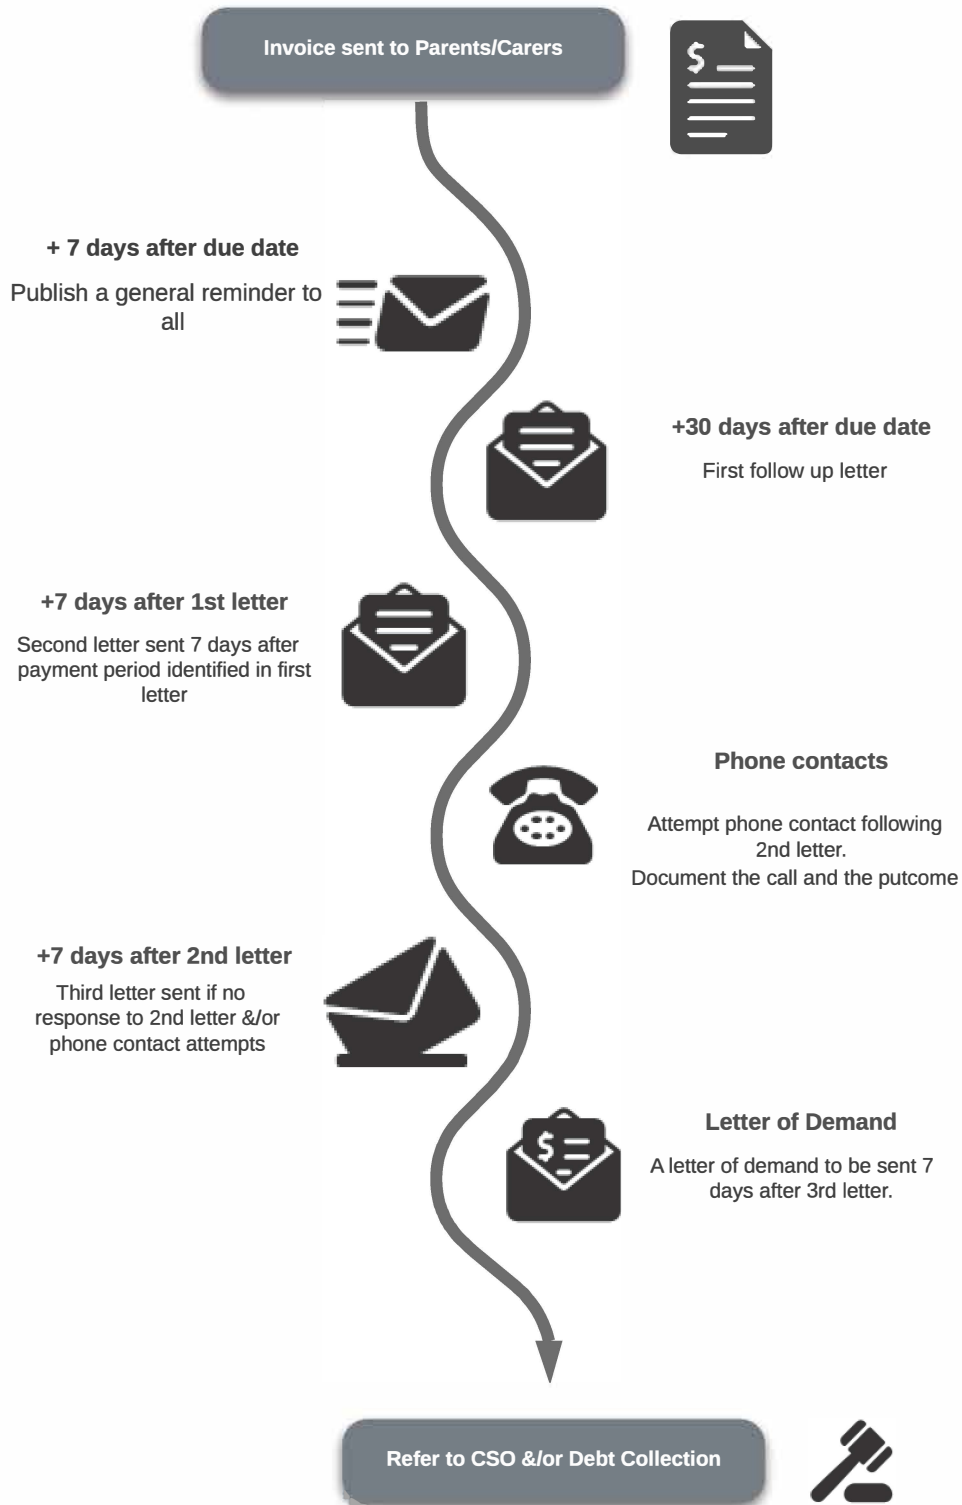 Invoice sent to Parents/Carers
$
+ 7 days after due date
Publish a general reminder to
all
+30 days after due date
First follow up letter
+7 days after 1st letter
Second letter sent 7 days after
payment period identified in first
letter
Phone contacts
Attempt phone contact following
2nd letter.
Document the call and the putcome
+7 days after 2nd letter
Third letter sent if no
response to 2nd letter &/or
phone contact attempts
$
Letter of Demand
A letter of demand to be sent 7
days after 3rd letter.
Refer to CSO &/or Debt Collection